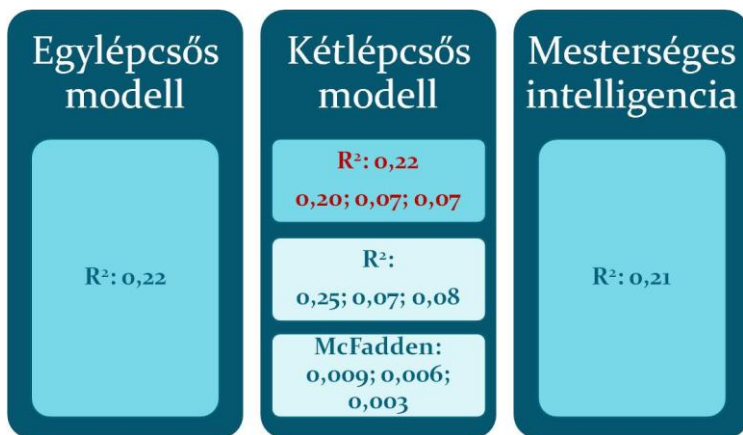 Egylépcsős
modell
R²: 0,22
Kétlépcsős
modell
R²: 0,22
0,20; 0,07; 0,07
R²:
0,25; 0,07; 0,08
McFadden:
0,009; 0,006;
0,003
Mesterséges
intelligencia
R²: 0,21